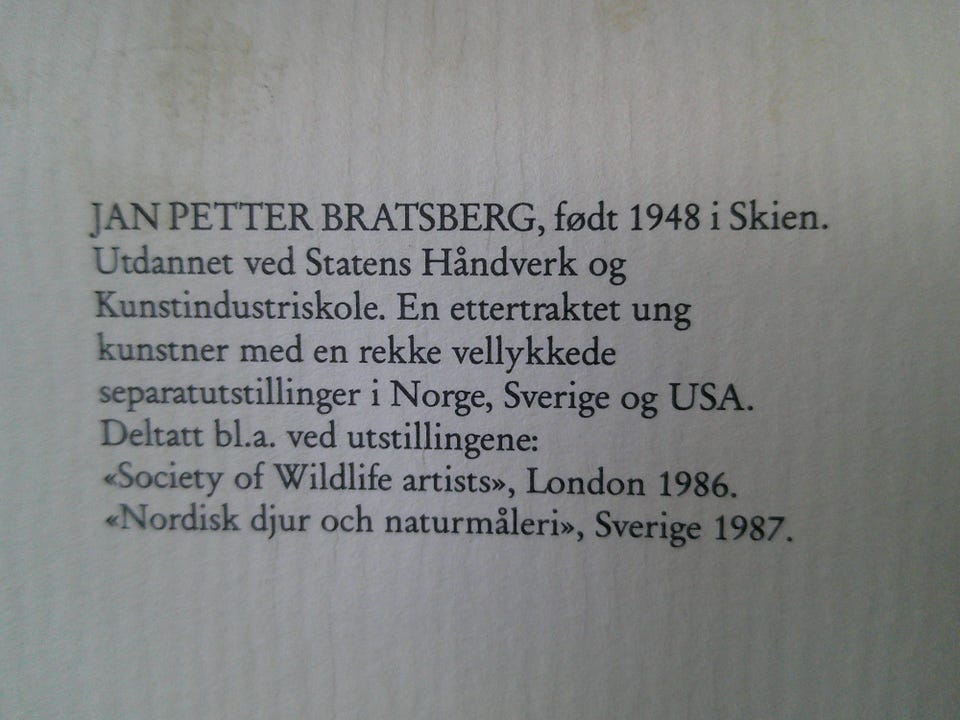 JAN PETTER BRATSBERG, født 1948 i Skien.
Utdannet ved Statens Håndverk og
Kunstindustriskole. En ettertraktet ung
kunstner med en rekke vellykkede
separatutstillinger i Norge, Sverige og USA.
Deltatt bl.a. ved utstillingene:
«Society of Wildlife artists», London 1986.
«Nordisk djur och naturmåleri», Sverige 1987.